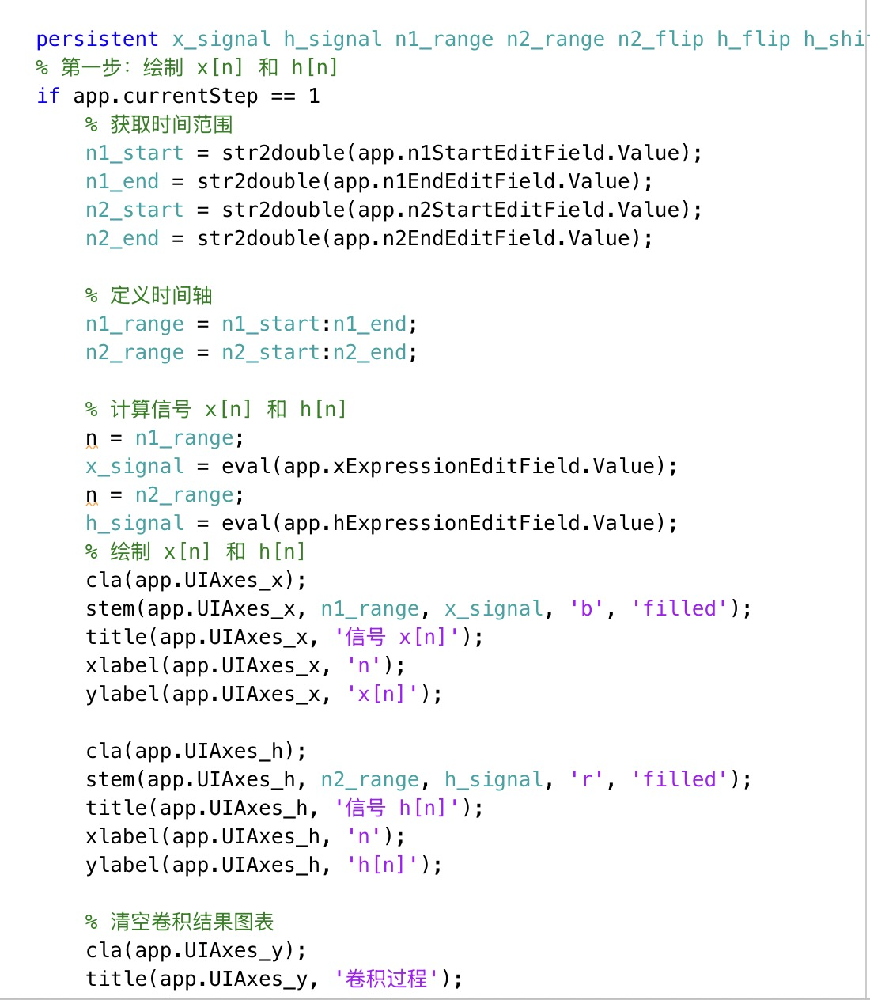 persistent x_signal h_signal n1_range n2_range n2_flip h_flip
% 第一步：绘制 x[n] 和 h[n]
if app.currentStep == 1
    % 获取时间范围
    n1_start = str2double(app.n1StartEditField.Value);
    n1_end = str2double(app.n1EndEditField.Value);
    n2_start = str2double(app.n2StartEditField.Value);
    n2_end = str2double(app.n2EndEditField.Value);

    % 定义时间轴
    n1_range = n1_start:n1_end;
    n2_range = n2_start:n2_end;

    % 计算信号 x[n] 和 h[n]
    n = n1_range;
    x_signal = eval(app.xExpressionEditField.Value);
    n = n2_range;
    h_signal = eval(app.hExpressionEditField.Value);
    % 绘制 x[n] 和 h[n]
    cla(app.UIAxes_x);
    stem(app.UIAxes_x, n1_range, x_signal, 'b', 'filled');
    title(app.UIAxes_x, '信号 x[n]');
    xlabel(app.UIAxes_x, 'n');
    ylabel(app.UIAxes_x, 'x[n]');

    cla(app.UIAxes_h);
    stem(app.UIAxes_h, n2_range, h_signal, 'r', 'filled');
    title(app.UIAxes_h, '信号 h[n]');
    xlabel(app.UIAxes_h, 'n');
    ylabel(app.UIAxes_h, 'h[n]');

    % 清空卷积结果图表
    cla(app.UIAxes_y);
    title(app.UIAxes_y, '卷积过程');